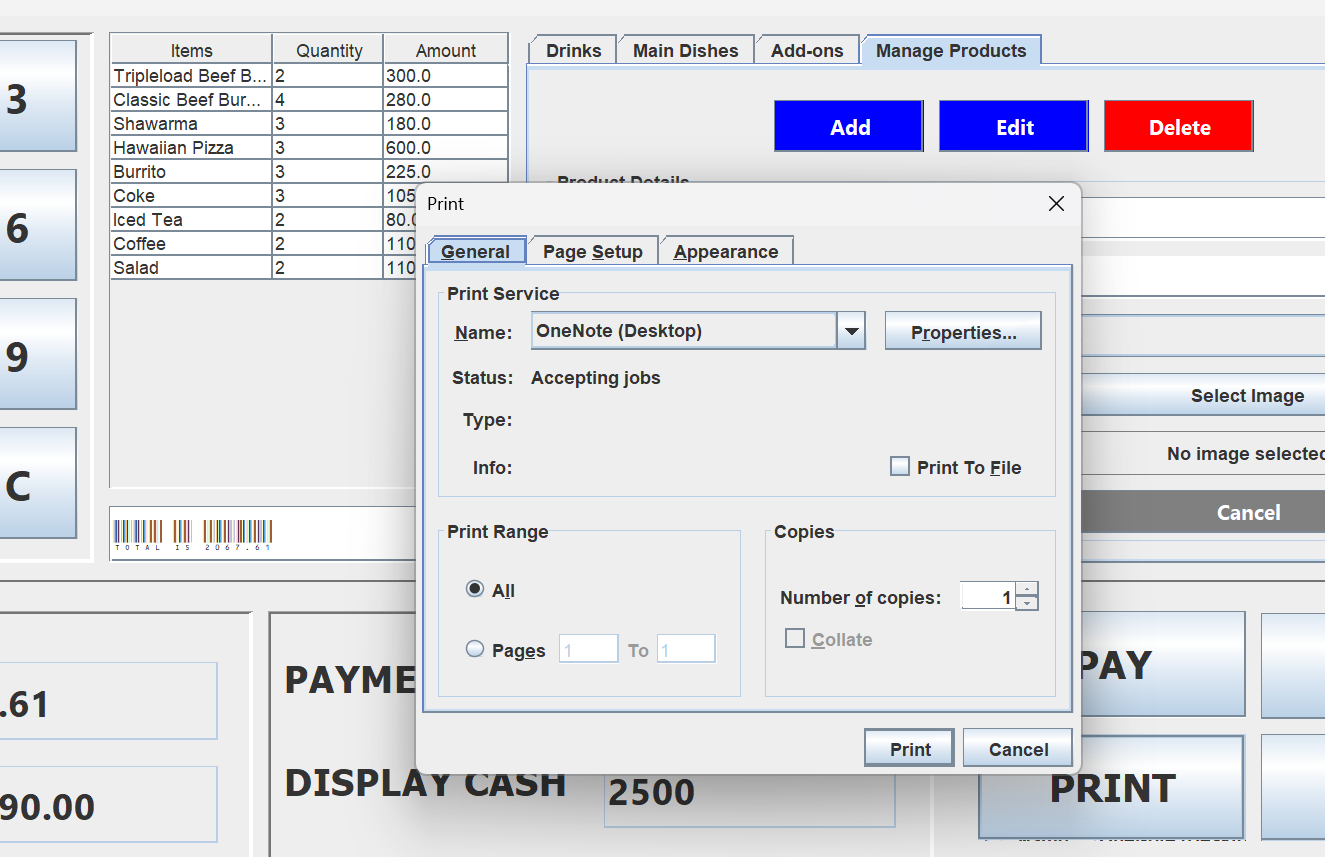 3
6
9
C
Items Quantity Amount
Tripleload Beef B... 2 300.0
Classic Beef Bur... 4 280.0
Shawarma 3 180.0
Hawaiian Pizza 3 600.0
Burrito 3 225.0
Coke 3 105
Iced Tea 2 80.0
Coffee 2 110
Salad 2 110
TOTAL IS 2067.61
Drinks Main Dishes Add-ons Manage Products
Add Edit Delete
Product Details
Select Image
No image selected
Cancel
Print
General Page Setup Appearance
Print Service
Name: OneNote (Desktop) Properties...
Status: Accepting jobs
Type:
Info: Print To File
Print Range
All
Pages 1 To 1
Copies
Number of copies: 1
Collate
Print Cancel
.61
90.00
PAYME
DISPLAY CASH 2500
PAY
PRINT